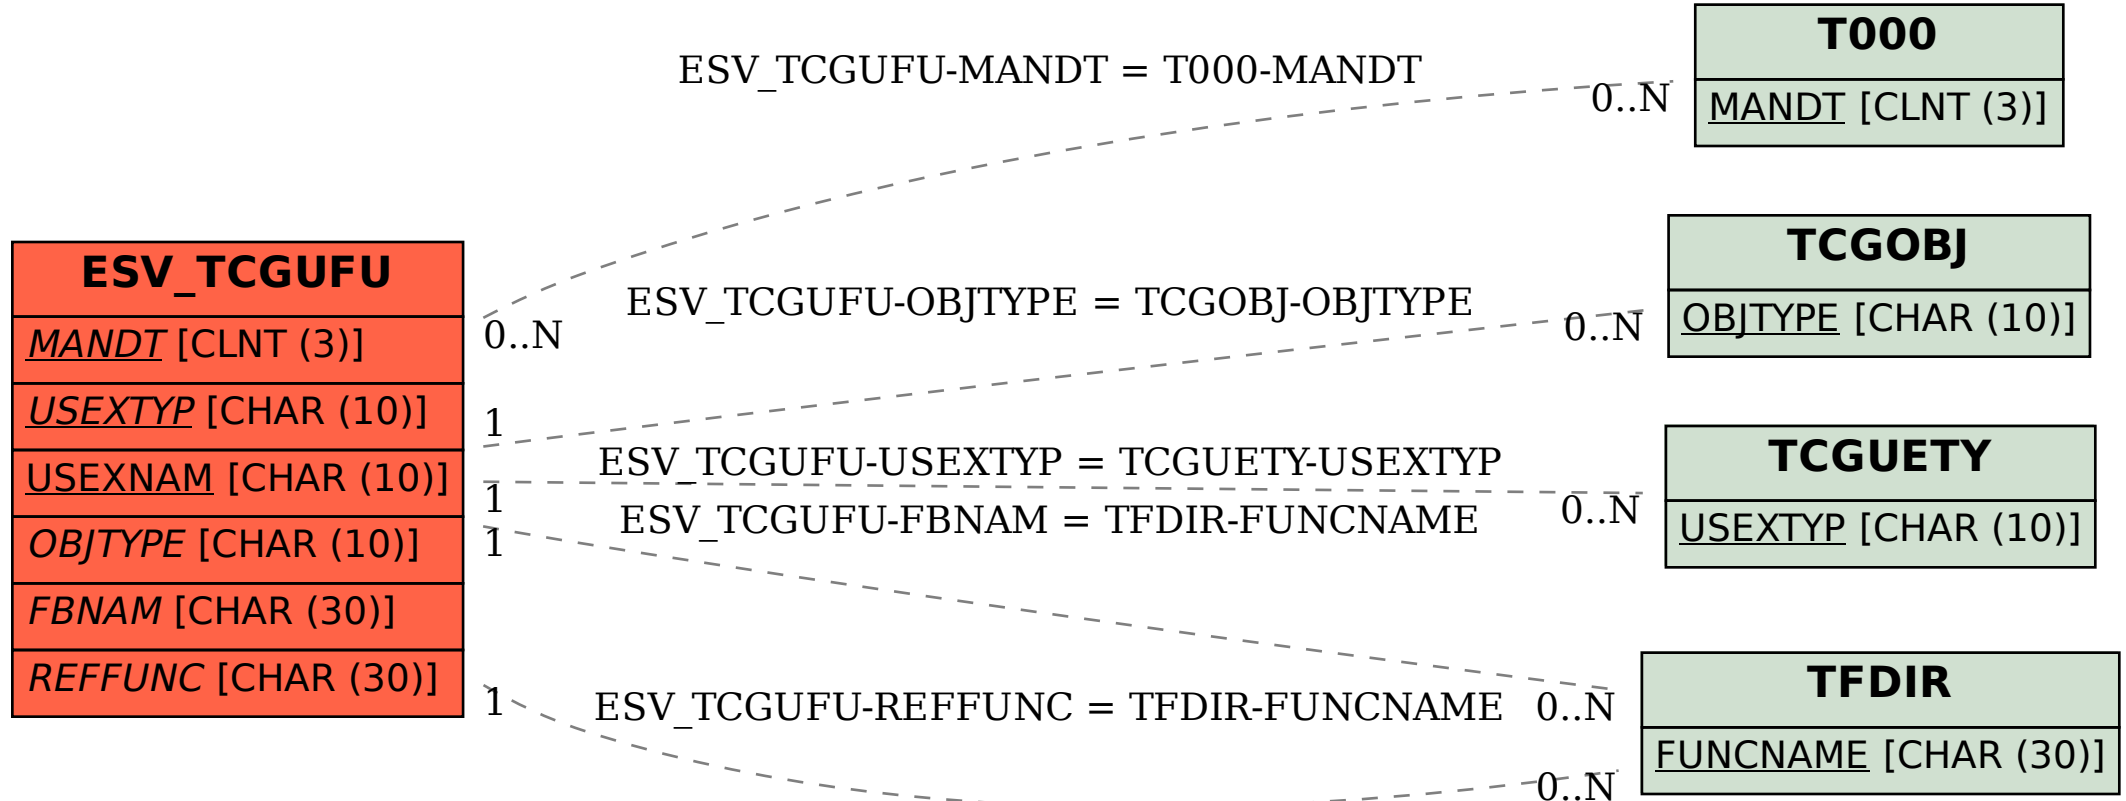 T000
MANDT [CLNT (3)]
ESV_TCGUFU-MANDT = T000-MANDT
0..N
TCGOBJ
OBJTYPE [CHAR (10)]
ESV_TCGUFU
MANDT [CLNT (3)]
USEXTYP [CHAR (10)]
USEXNAM [CHAR (10)]
OBJTYPE [CHAR (10)]
FBNAM [CHAR (30)]
REFFUNC [CHAR (30)]
0..N
ESV_TCGUFU-OBJTYPE = TCGOBJ-OBJTYPE
0..N
1
ESV_TCGUFU-USEXTYP = TCGUETY-USEXTYP
1
0..N
TCGUETY
USEXTYP [CHAR (10)]
ESV_TCGUFU-FBNAM = TFDIR-FUNCNAME
1
0..N
ESV_TCGUFU-REFFUNC = TFDIR-FUNCNAME
1
0..N
TFDIR
FUNCNAME [CHAR (30)]